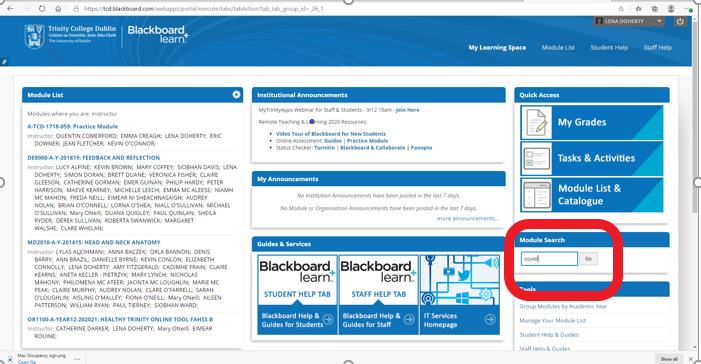 https://tcd.blackboard.com/webapps/portal/execute/tabs/tabAction?tab_tab_group_id=_26_1
Trinity College Dublin
Coláiste na Tríonóide, Baile Átha Cliath
The University of Dublin
Blackboard
learn+
LENA DOHERTY
My Learning Space
Module List
Student Help
Staff Help
Module List
Modules where you are: Instructor
A-TCD-1718-059: Practice Module
Instructor: QUENTIN COMERFORD; EMMA CREAGH; LENA DOHERTY; ERIC
DOWNER; JEAN FLETCHER; KEVIN O'CONNOR;
DE8000-A-Y-201819: FEEDBACK AND REFLECTION
Instructor: LUCY ALPINE; KEVIN BROWN; MARY COFFEY; SIOBHAN DAVIS; LENA
DOHERTY; SIMON DORAN; BRETT DUANE; VERONICA FISHER; CLAIRE
GLEESON; CATHERINE GORMAN; EMER GUINAN; PHILIP HARDY; PETER
HARRISON; MAEVE KEARNEY; MICHELLE LEECH; EMMA MC ALEESE; NIAMH
MC MAHON; FREDA NEILL; EIMEAR NI SHEACHNASAIGH; AUDREY
NOLAN; BRIAN O'CONNELL; LORNA O'SHEA; NIALL O'SULLIVAN; MICHAEL
O'SULLIVAN; Mary ONeill; DIANA QUIGLEY; PAUL QUINLAN; SHEILA
RYDER; DEREK SULLIVAN; ROBERTA SWANWICK; MARGARET
WALSHE; CLARE WHELAN;
MD2010-A-Y-201415: HEAD AND NECK ANATOMY
Instructor: LYLAS ALJOHMANI; ANNA BACZEK; ORLA BANNON; DENIS
BARRY; ANN BRAZIL; DANIELLE BYRNE; KEVIN CONLON; ELIZABETH
CONNOLLY; LENA DOHERTY; AMY FITZGERALD; CAOIMHE FRAIN; CLAIRE
KEARNS; ANETA KECLER - PIETRZYK; MARY LYNCH; NICHOLAS
MAHONY; PHILOMENA MC ATEER; JACINTA MC LOUGHLIN; MARIE MC
PEAK; CLAIRE MURPHY; AUDREY NOLAN; CLARE O'FARRELL; SARAH
O'LOUGHLIN; AISLING O'MALLEY; FIONA O'NEILL; Mary ONeill; AILEEN
PATTERSON; WILLIAM RYAN; PAUL TIERNEY; SIOBHAN WARD;
OR1100-A-YEAR12-202021: HEALTHY TRINITY ONLINE TOOL FAHSS B
Instructor: CATHERINE DARKER; LENA DOHERTY; Mary ONeill; EIMEAR
ROUINE;
Institutional Announcements
MyTrinityApps Webinar for Staff & Students - 9/12 10am - Join Here
Remote Teaching & Learning 2020 Resources:
Video Tour of Blackboard for New Students
Online Assessment: Guides | Practice Module
Status Checker: Turnitin | Blackboard & Collaborate | Panopto
My Announcements
No Institution Announcements have been posted in the last 7 days.
No Module or Organisation Announcements have been posted in the last 7 days.
more announcements...
Guides & Services
Blackboard
learn+
STUDENT HELP TAB
Blackboard Help &
Guides for Students
Blackboard
learn+
STAFF HELP TAB
Blackboard Help &
Guides for Staff
IT Services
Homepage
Quick Access
My Grades
Tasks & Activities
Module List &
Catalogue
Module Search
covid
Go
Tools
Group Modules by Academic Year
Manage Your Module List
Student Help & Guides
Staff Help & Guides
Max Occupancy sign.png
Open file
Show all